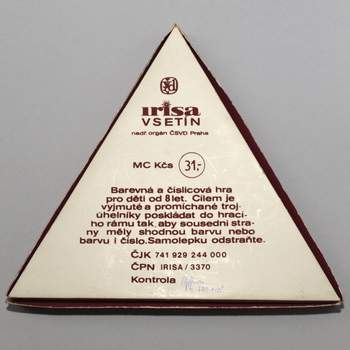 irisa
VSETÍN
nadř. orgán ČSVD Praha
MC Kčs 31,-
Barevná a číslicová hra
pro děti od 8 let. Cílem je
vyjmuté a promíchané troj-
úhelníky poskládat do hrací-
ho rámu tak, aby sousední stra-
ny měly shodnou barvu nebo
barvu i číslo. Samolepku odstraňte.
ČJK 741 929 244 000
ČPN IRISA / 3370
Kontrola